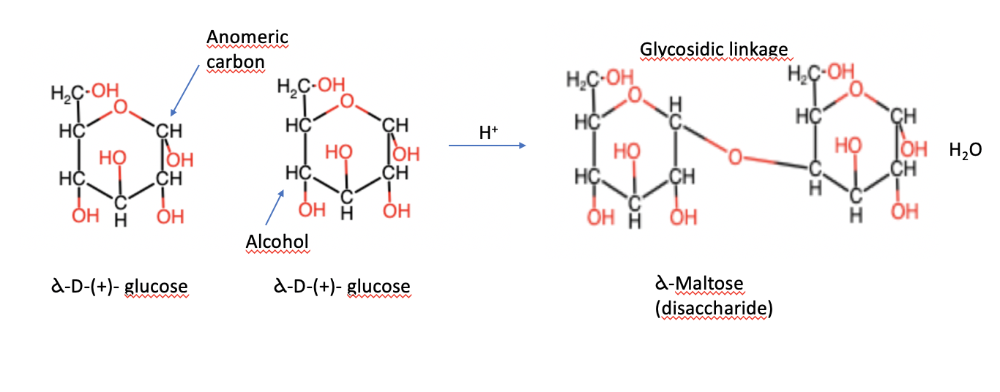 Anomeric
carbon
Glycosidic linkage
H₂C-OH
O
HC
CH
HO
OH
HC
CH
C
OH
H
OH
H₂C-OH
O
HC
CH
HO
OH
HC
CH
C
OH
H
OH
Alcohol
H⁺
H₂C-OH
O
H
HC
C
HO
O
HC
CH
C
OH
H
OH
H₂C-OH
O
HC
CH
HO
OH
C
CH
H
C
H
OH
H₂O
λ-D-(+)- glucose
λ-D-(+)- glucose
λ-Maltose
(disaccharide)